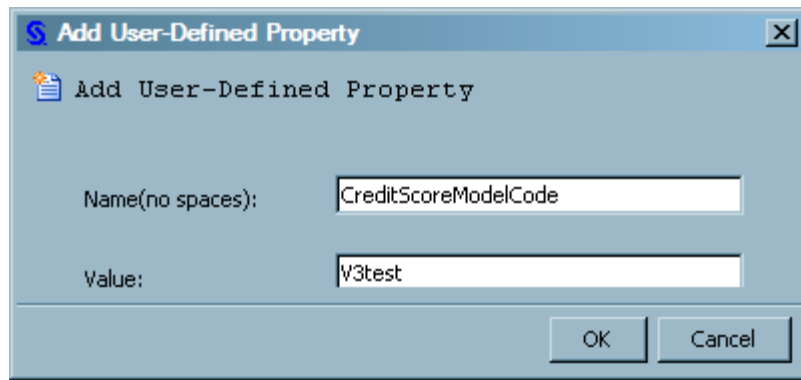 Add User-Defined Property
Add User-Defined Property
Name(no spaces): CreditScoreModelCode
Value: V3test
OK Cancel